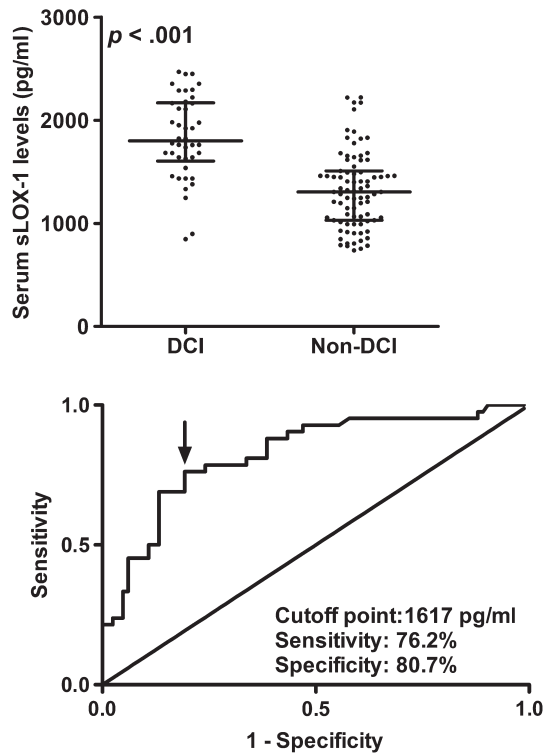 3000
p < .001
2000
1000
0
Serum sLOX-1 levels (pg/ml)
DCI
Non-DCI
1.0
0.5
0.0
Sensitivity
Cutoff point:1617 pg/ml
Sensitivity: 76.2%
Specificity: 80.7%
0.0
0.5
1.0
1 - Specificity